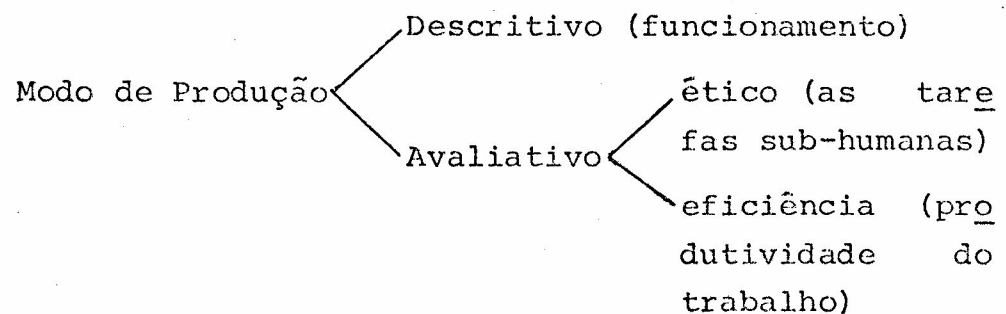 Descritivo (funcionamento)
Modo de Produção
ético (as tare
fas sub-humanas)
Avaliativo
eficiência (pro
dutividade do
trabalho)